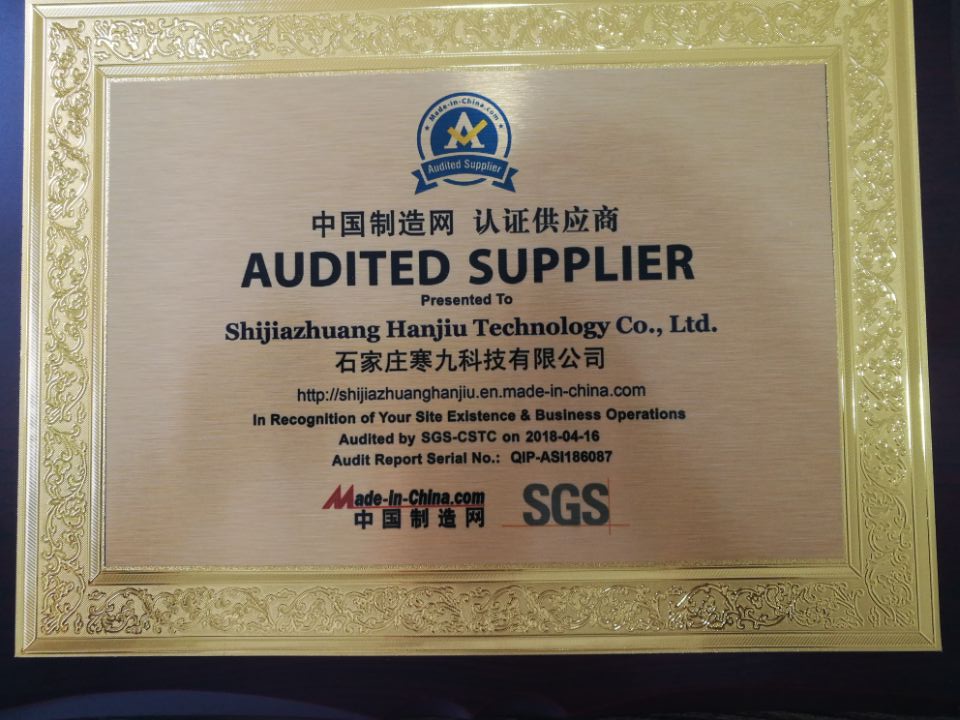 Made-in-China.com
A
Audited Supplier
中国制造网 认证供应商
AUDITED SUPPLIER
Presented To
Shijiazhuang Hanjiu Technology Co., Ltd.
石家庄寒九科技有限公司
http://shijiazhuanghanjiu.en.made-in-china.com
In Recognition of Your Site Existence & Business Operations
Audited by SGS-CSTC on 2018-04-16
Audit Report Serial No.: QIP-ASI186087
Made-in-China.com SGS
中国制造网